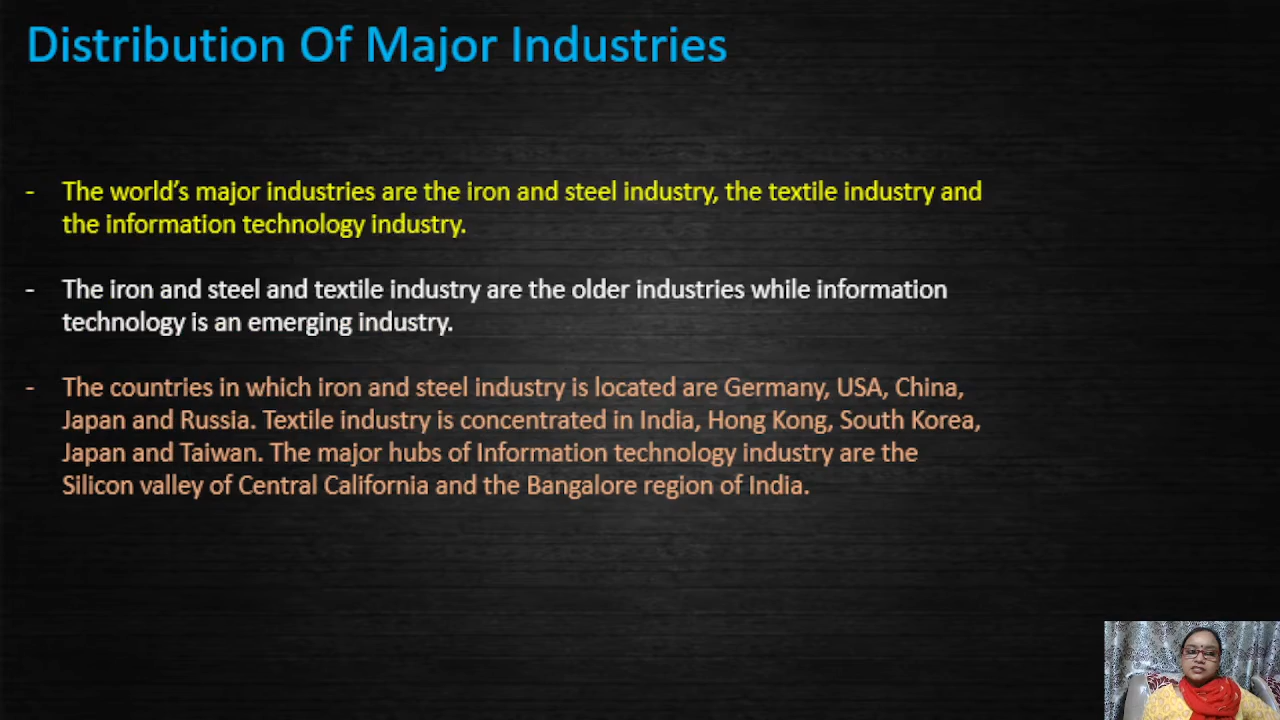 Distribution Of Major Industries
- The world's major industries are the iron and steel industry, the textile industry and
the information technology industry.
- The iron and steel and textile industry are the older industries while information
technology is an emerging industry.
- The countries in which iron and steel industry is located are Germany, USA, China,
Japan and Russia. Textile industry is concentrated in India, Hong Kong, South Korea,
Japan and Taiwan. The major hubs of Information technology industry are the
Silicon valley of Central California and the Bangalore region of India.